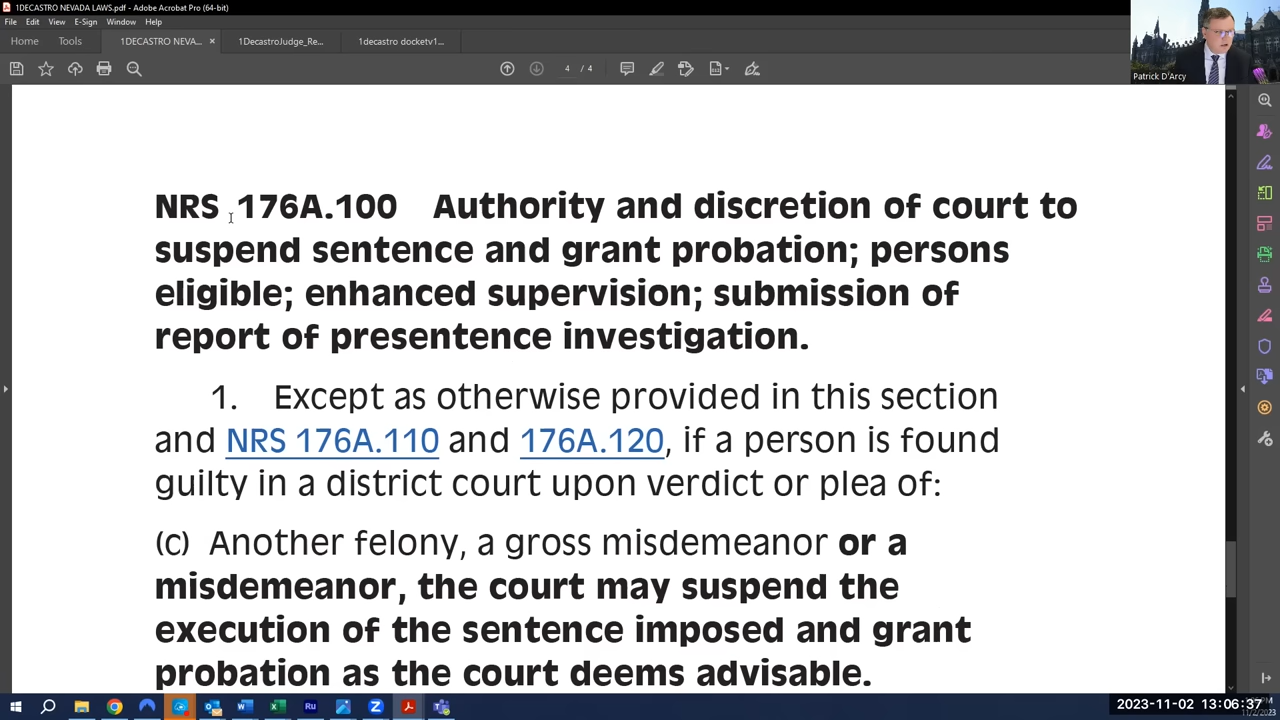 1DECASTRO NEVADA LAWS.pdf - Adobe Acrobat Pro (64-bit)
File Edit View E-Sign Window Help
Home Tools 1DECASTRO NEVA... × 1DecastroJudge_Re... 1decastro docketv1...
4 / 4
Patrick D'Arcy
NRS 176A.100 Authority and discretion of court to
suspend sentence and grant probation; persons
eligible; enhanced supervision; submission of
report of presentence investigation.
1. Except as otherwise provided in this section
and NRS 176A.110 and 176A.120, if a person is found
guilty in a district court upon verdict or plea of:
(c) Another felony, a gross misdemeanor or a
misdemeanor, the court may suspend the
execution of the sentence imposed and grant
probation as the court deems advisable.
Ru
2023-11-02 13:06:37